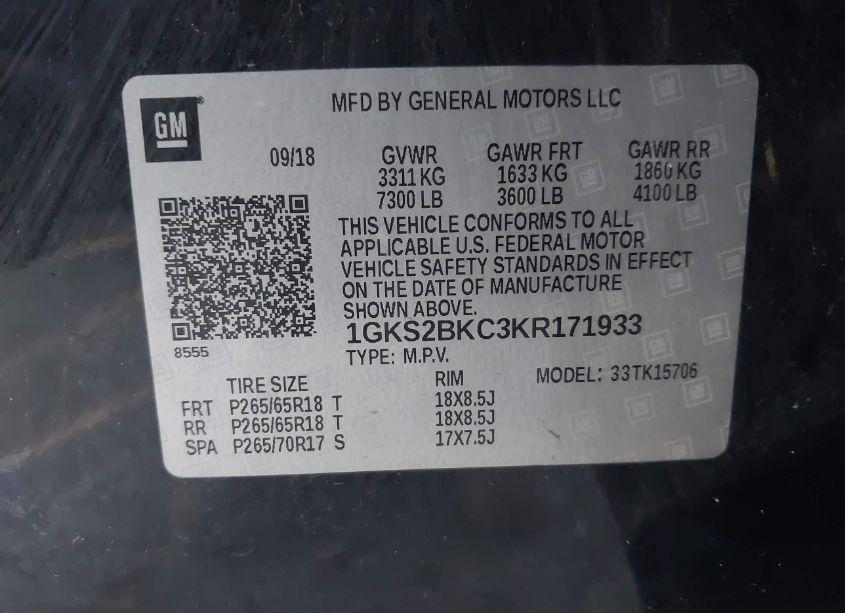 GM
MFD BY GENERAL MOTORS LLC
09/18
GVWR GAWR FRT GAWR RR
3311 KG 1633 KG 1860 KG
7300 LB 3600 LB 4100 LB
THIS VEHICLE CONFORMS TO ALL
APPLICABLE U.S. FEDERAL MOTOR
VEHICLE SAFETY STANDARDS IN EFFECT
ON THE DATE OF MANUFACTURE
SHOWN ABOVE.
8555
1GKS2BKC3KR171933
TYPE: M.P.V.
MODEL: 33TK15706
TIRE SIZE RIM
FRT P265/65R18 T 18X8.5J
RR P265/65R18 T 18X8.5J
SPA P265/70R17 S 17X7.5J